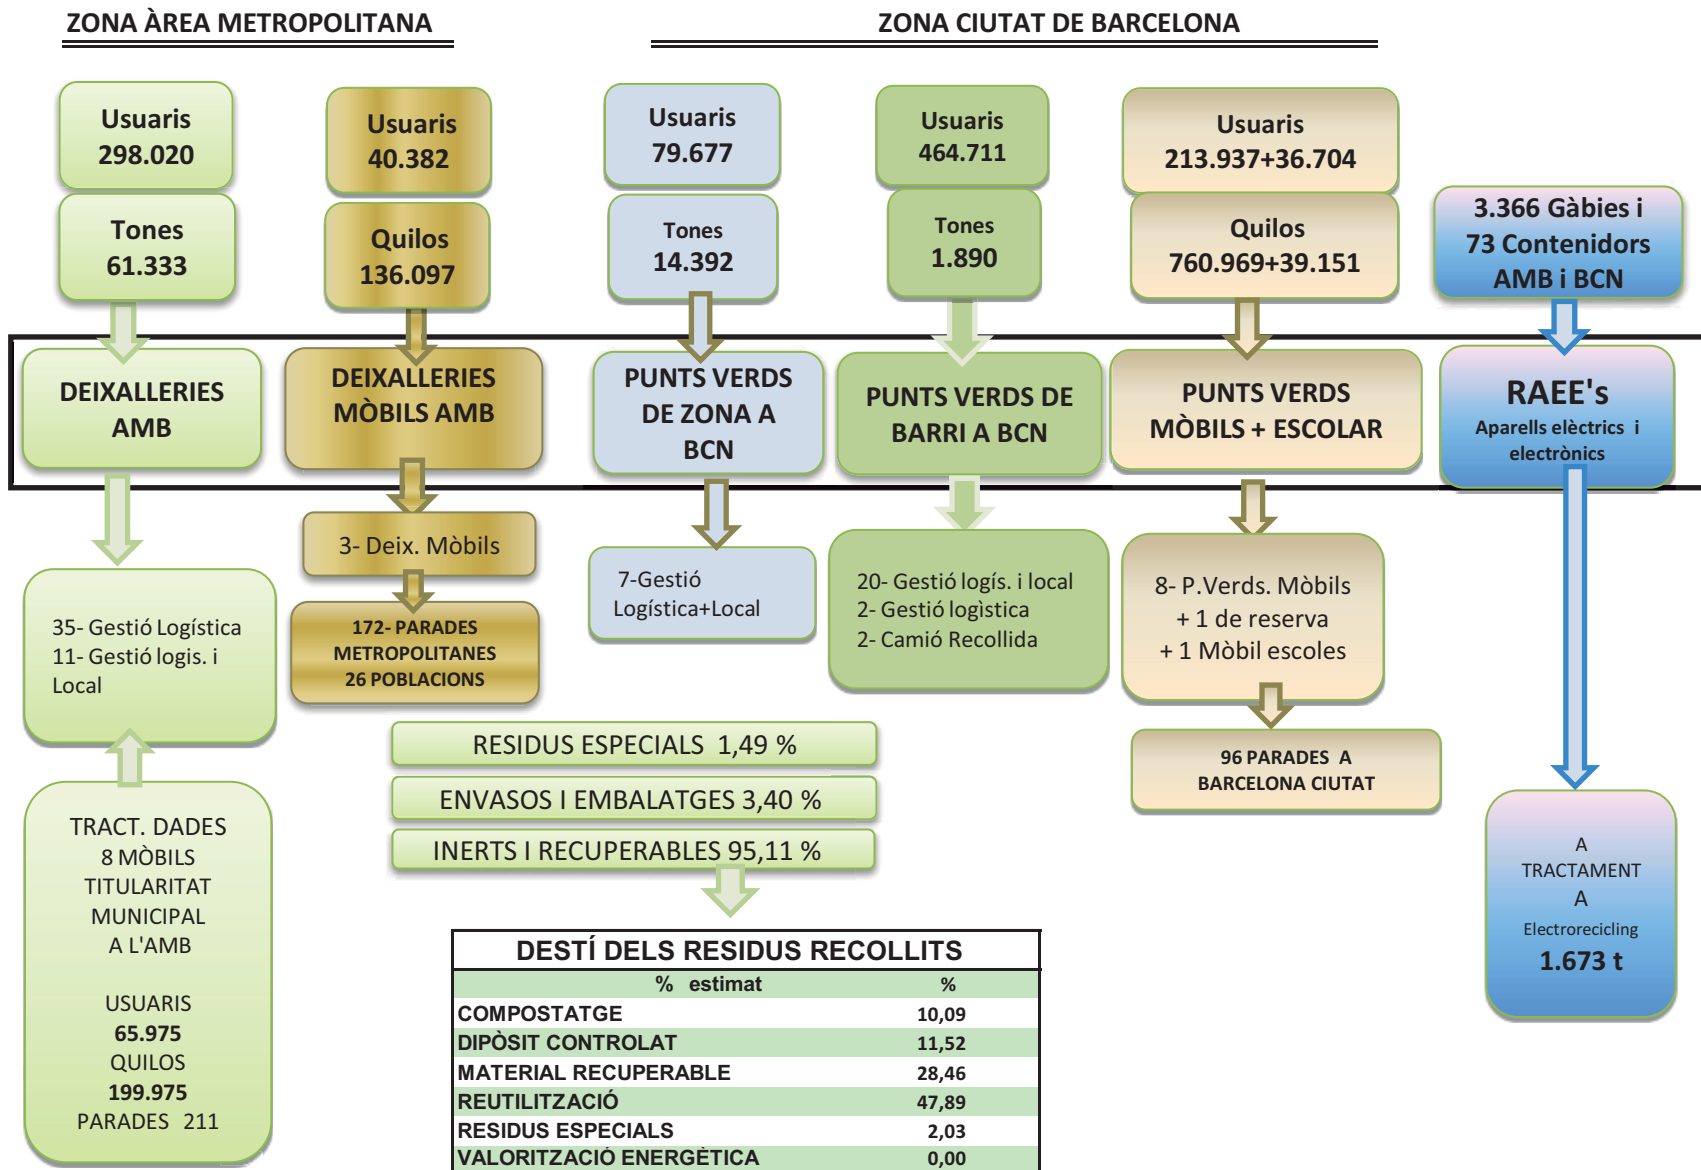 ZONA ÀREA METROPOLITANA
ZONA CIUTAT DE BARCELONA
Usuaris
298.020
Tones
61.333
DEIXALLERIES
AMB
35- Gestió Logística
11- Gestió logis. i
Local
TRACT. DADES
8 MÒBILS
TITULARITAT
MUNICIPAL
A L'AMB
USUARIS
65.975
QUILOS
199.975
PARADES 211
Usuaris
40.382
Quilos
136.097
DEIXALLERIES
MÒBILS AMB
3- Deix. Mòbils
172- PARADES
METROPOLITANES
26 POBLACIONS
Usuaris
79.677
Tones
14.392
PUNTS VERDS
DE ZONA A
BCN
7-Gestió
Logística+Local
Usuaris
464.711
Tones
1.890
PUNTS VERDS DE
BARRI A BCN
20- Gestió logís. i local
2- Gestió logìstica
2- Camió Recollida
Usuaris
213.937+36.704
Quilos
760.969+39.151
PUNTS VERDS
MÒBILS + ESCOLAR
8- P.Verds. Mòbils
+ 1 de reserva
+ 1 Mòbil escoles
96 PARADES A
BARCELONA CIUTAT
3.366 Gàbies i
73 Contenidors
AMB i BCN
RAEE's
Aparells elèctrics i
electrònics
A
TRACTAMENT
A
Electrorecicling
1.673 t
RESIDUS ESPECIALS 1,49 %
ENVASOS I EMBALATGES 3,40 %
INERTS I RECUPERABLES 95,11 %
DESTÍ DELS RESIDUS RECOLLITS
% estimat %
COMPOSTATGE 10,09
DIPÒSIT CONTROLAT 11,52
MATERIAL RECUPERABLE 28,46
REUTILITZACIÓ 47,89
RESIDUS ESPECIALS 2,03
VALORITZACIÓ ENERGÈTICA 0,00